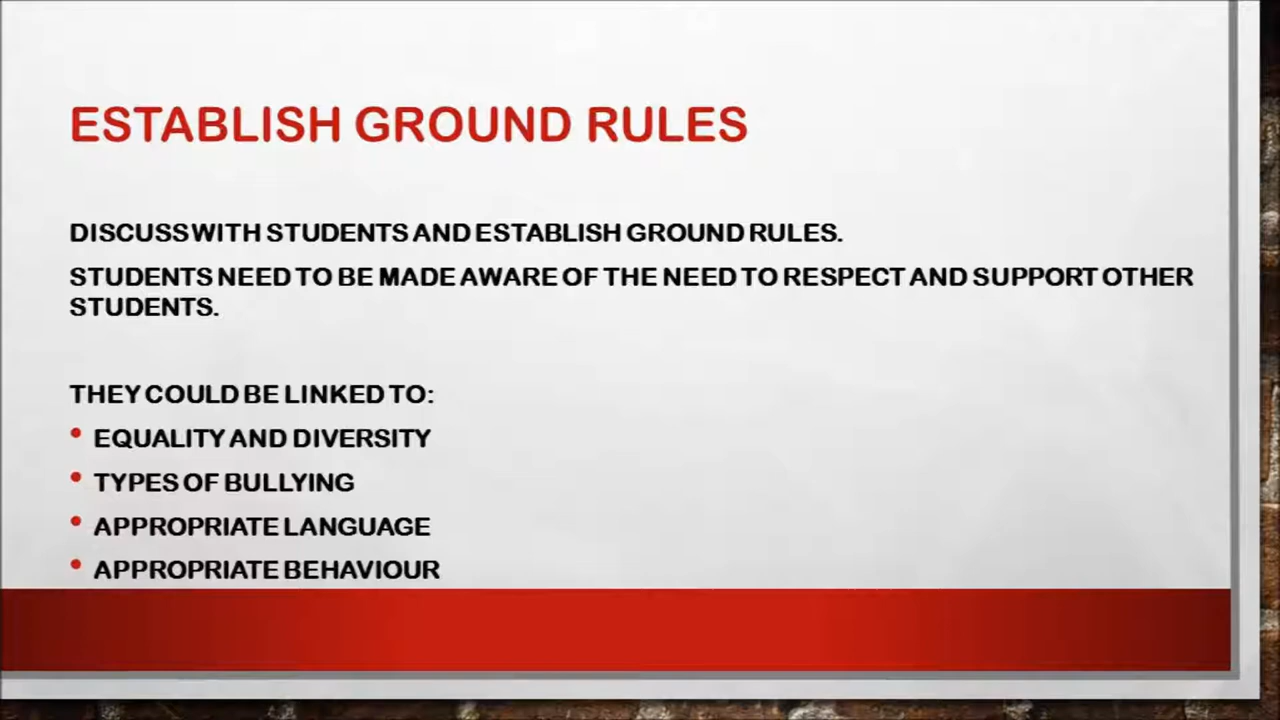 ESTABLISH GROUND RULES
DISCUSS WITH STUDENTS AND ESTABLISH GROUND RULES.
STUDENTS NEED TO BE MADE AWARE OF THE NEED TO RESPECT AND SUPPORT OTHER
STUDENTS.
THEY COULD BE LINKED TO:
• EQUALITY AND DIVERSITY
• TYPES OF BULLYING
• APPROPRIATE LANGUAGE
• APPROPRIATE BEHAVIOUR